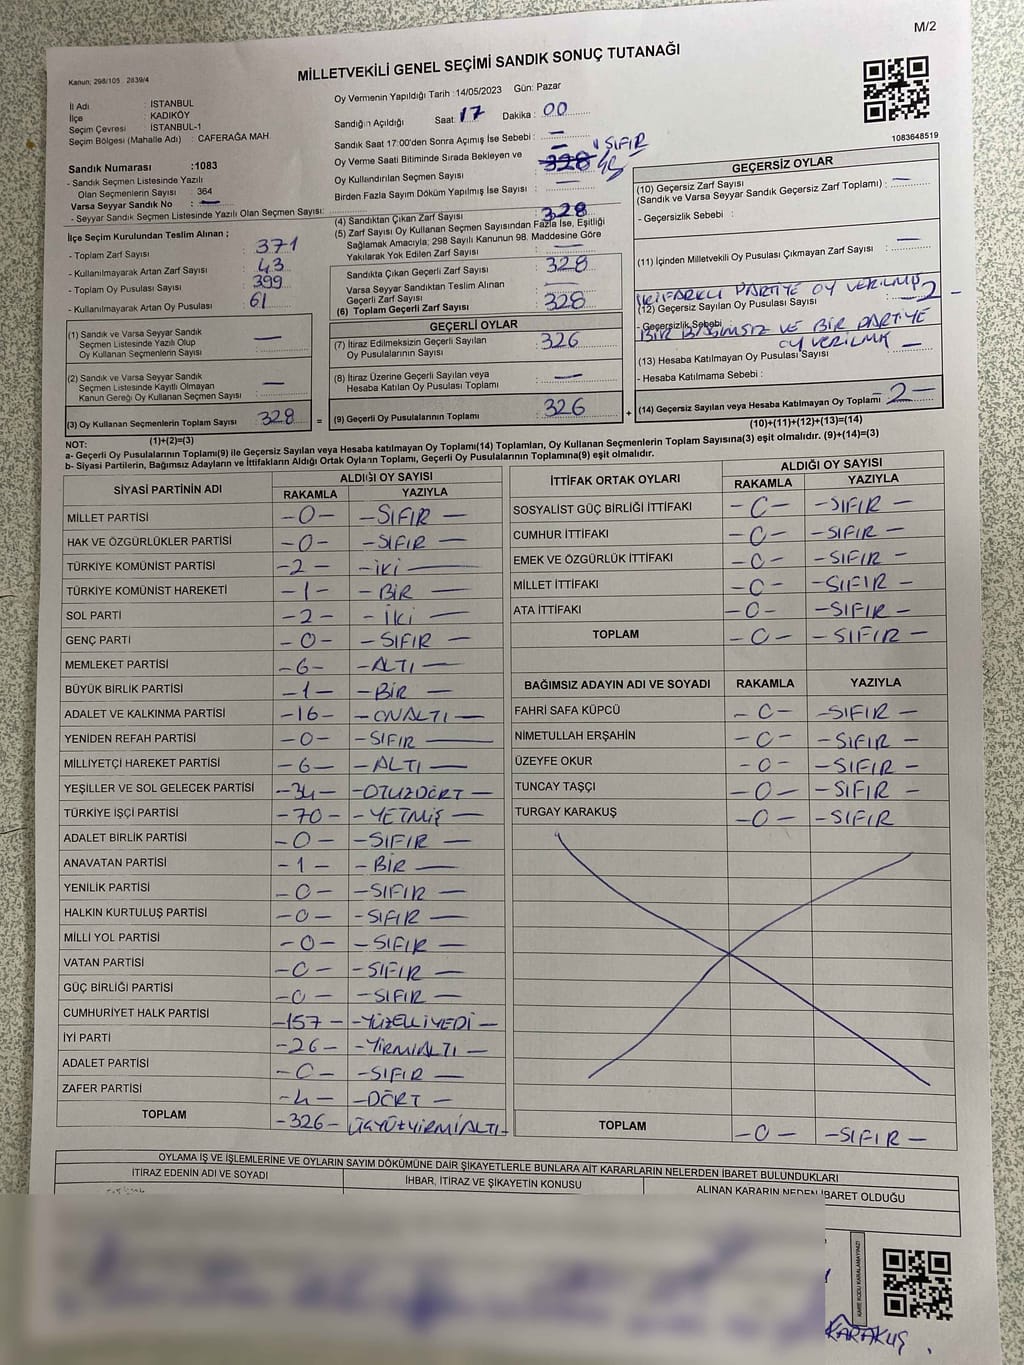 M/2
MİLLETVEKİLİ GENEL SEÇİMİ SANDIK SONUÇ TUTANAĞI
Kanun: 298/105 2839/4
İl Adı : İSTANBUL
İlçe : KADIKÖY
Seçim Çevresi : İSTANBUL-1
Seçim Bölgesi (Mahalle Adı) : CAFERAĞA MAH.
Sandık Numarası :1083
- Sandık Seçmen Listesinde Yazılı
Olan Seçmenlerin Sayısı : 364
Varsa Seyyar Sandık No : —
- Seyyar Sandık Seçmen Listesinde Yazılı Olan Seçmen Sayısı:
İlçe Seçim Kurulundan Teslim Alınan ;
- Toplam Zarf Sayısı : 371
- Kullanılmayarak Artan Zarf Sayısı : 43
- Toplam Oy Pusulası Sayısı : 399
- Kullanılmayarak Artan Oy Pusulası : 61
(1) Sandık ve Varsa Seyyar Sandık
Seçmen Listesinde Yazılı Olup
Oy Kullanan Seçmenlerin Sayısı : —
(2) Sandık ve Varsa Seyyar Sandık
Seçmen Listesinde Kayıtlı Olmayan
Kanun Gereği Oy Kullanan Seçmen Sayısı : —
(3) Oy Kullanan Seçmenlerin Toplam Sayısı : 328 =
(1)+(2)=(3)
Oy Vermenin Yapıldığı Tarih :14/05/2023 Gün: Pazar
Sandığın Açıldığı Saat: 17 Dakika : 00
Sandık Saat 17:00'den Sonra Açılmış İse Sebebi : —
Oy Verme Saati Bitiminde Sırada Bekleyen ve
Oy Kullandırılan Seçmen Sayısı : 328 SIFIR
Birden Fazla Sayım Döküm Yapılmış İse Sayısı : —
(4) Sandıktan Çıkan Zarf Sayısı : 328
(5) Zarf Sayısı Oy Kullanan Seçmen Sayısından Fazla İse, Eşitliği
Sağlamak Amacıyla; 298 Sayılı Kanunun 98. Maddesine Göre
Yakılarak Yok Edilen Zarf Sayısı : —
Sandıkta Çıkan Geçerli Zarf Sayısı : 328
Varsa Seyyar Sandıktan Teslim Alınan
Geçerli Zarf Sayısı : —
(6) Toplam Geçerli Zarf Sayısı : 328
GEÇERLİ OYLAR
(7) İtiraz Edilmeksizin Geçerli Sayılan
Oy Pusulalarının Sayısı : 326
(8) İtiraz Üzerine Geçerli Sayılan veya
Hesaba Katılan Oy Pusulası Toplamı : —
(9) Geçerli Oy Pusulalarının Toplamı : 326 +
1083648519
GEÇERSİZ OYLAR
(10) Geçersiz Zarf Sayısı
(Sandık ve Varsa Seyyar Sandık Geçersiz Zarf Toplamı) : —
- Geçersizlik Sebebi :
(11) İçinden Milletvekili Oy Pusulası Çıkmayan Zarf Sayısı : —
İKİ FARKLI PARTİYE OY VERİLMİŞ
(12) Geçersiz Sayılan Oy Pusulası Sayısı : 2 —
- Geçersizlik Sebebi
BİR BAĞIMSIZ VE BİR PARTİYE
OY VERİLMİŞ
(13) Hesaba Katılmayan Oy Pusulası Sayısı : —
- Hesaba Katılmama Sebebi :
(14) Geçersiz Sayılan veya Hesaba Katılmayan Oy Toplamı : 2 —
(10)+(11)+(12)+(13)=(14)
NOT:
a- Geçerli Oy Pusulalarının Toplamı(9) ile Geçersiz Sayılan veya Hesaba katılmayan Oy Toplamı(14) Toplamları, Oy Kullanan Seçmenlerin Toplam Sayısına(3) eşit olmalıdır. (9)+(14)=(3)
b- Siyasi Partilerin, Bağımsız Adayların ve İttifakların Aldığı Ortak Oyların Toplamı, Geçerli Oy Pusulalarının Toplamına(9) eşit olmalıdır.
SİYASİ PARTİNİN ADI ALDIĞI OY SAYISI
RAKAMLA YAZIYLA
MİLLET PARTİSİ -0- -SIFIR-
HAK VE ÖZGÜRLÜKLER PARTİSİ -0- -SIFIR-
TÜRKİYE KOMÜNİST PARTİSİ -2- -İKİ-
TÜRKİYE KOMÜNİST HAREKETİ -1- -BİR-
SOL PARTİ -2- -İKİ-
GENÇ PARTİ -0- -SIFIR-
MEMLEKET PARTİSİ -6- -ALTI-
BÜYÜK BİRLİK PARTİSİ -1- -BİR-
ADALET VE KALKINMA PARTİSİ -16- -ONALTI-
YENİDEN REFAH PARTİSİ -0- -SIFIR-
MİLLİYETÇİ HAREKET PARTİSİ -6- -ALTI-
YEŞİLLER VE SOL GELECEK PARTİSİ -34- -OTUZDÖRT-
TÜRKİYE İŞÇİ PARTİSİ -70- -YETMİŞ-
ADALET BİRLİK PARTİSİ -0- -SIFIR-
ANAVATAN PARTİSİ -1- -BİR-
YENİLİK PARTİSİ -0- -SIFIR-
HALKIN KURTULUŞ PARTİSİ -0- -SIFIR-
MİLLİ YOL PARTİSİ -0- -SIFIR-
VATAN PARTİSİ -0- -SIFIR-
GÜÇ BİRLİĞİ PARTİSİ -0- -SIFIR-
CUMHURİYET HALK PARTİSİ -157- -YÜZELLİYEDİ-
İYİ PARTİ -26- -YİRMİALTI-
ADALET PARTİSİ -0- -SIFIR-
ZAFER PARTİSİ -4- -DÖRT-
TOPLAM -326- ÜÇYÜZYİRMİALTI-
İTTİFAK ORTAK OYLARI ALDIĞI OY SAYISI
RAKAMLA YAZIYLA
SOSYALİST GÜÇ BİRLİĞİ İTTİFAKI -0- -SIFIR-
CUMHUR İTTİFAKI -0- -SIFIR-
EMEK VE ÖZGÜRLÜK İTTİFAKI -0- -SIFIR-
MİLLET İTTİFAKI -0- -SIFIR-
ATA İTTİFAKI -0- -SIFIR-
TOPLAM -0- -SIFIR-
BAĞIMSIZ ADAYIN ADI VE SOYADI RAKAMLA YAZIYLA
FAHRİ SAFA KÜPCÜ -0- -SIFIR-
NİMETULLAH ERŞAHİN -0- -SIFIR-
ÜZEYFE OKUR -0- -SIFIR-
TUNCAY TAŞÇI -0- -SIFIR-
TURGAY KARAKUŞ -0- -SIFIR
TOPLAM -0- -SIFIR-
OYLAMA İŞ VE İŞLEMLERİNE VE OYLARIN SAYIM DÖKÜMÜNE DAİR ŞİKAYETLERLE BUNLARA AİT KARARLARIN NELERDEN İBARET BULUNDUKLARI
İTİRAZ EDENİN ADI VE SOYADI İHBAR, İTİRAZ VE ŞİKAYETİN KONUSU ALINAN KARARIN NEDEN İBARET OLDUĞU
KARE KODU KARALAMAYINIZ!
KARAKUŞ